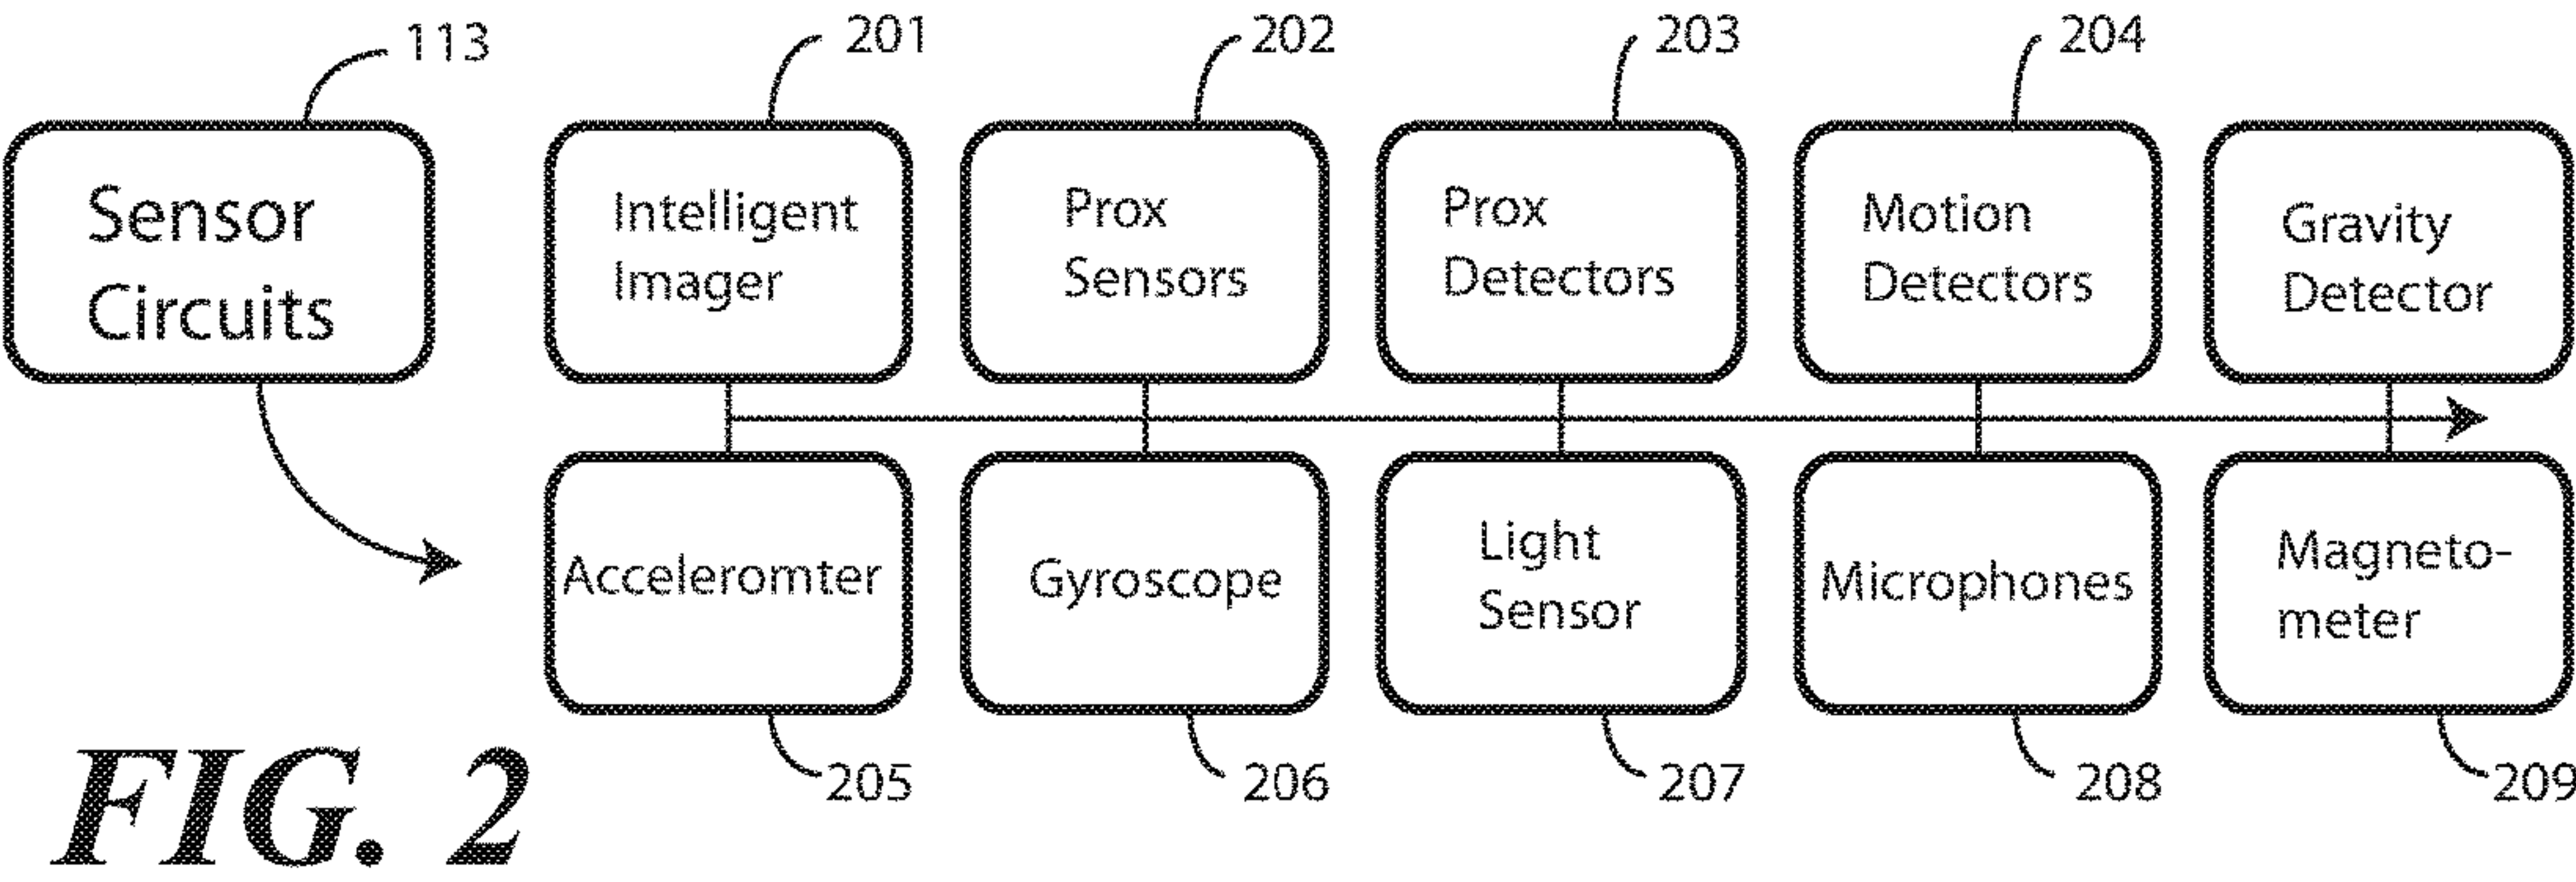 113
201
202
203
204
Sensor
Circuits
Intelligent
Imager
Prox
Sensors
Prox
Detectors
Motion
Detectors
Gravity
Detector
Acceleromter
Gyroscope
Light
Sensor
Microphones
Magneto-
meter
205
206
207
208
209
FIG. 2